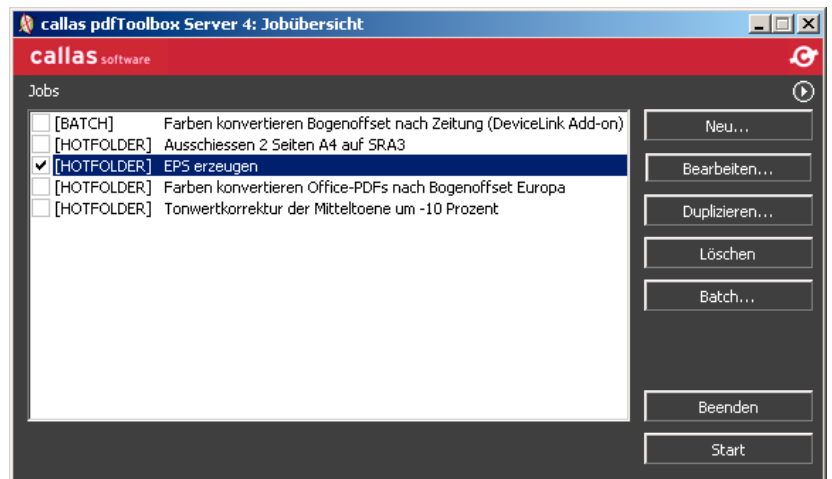 callas pdfToolbox Server 4: Jobübersicht
callas software
Jobs
[BATCH] Farben konvertieren Bogenoffset nach Zeitung (DeviceLink Add-on)
[HOTFOLDER] Ausschiessen 2 Seiten A4 auf SRA3
[HOTFOLDER] EPS erzeugen
[HOTFOLDER] Farben konvertieren Office-PDFs nach Bogenoffset Europa
[HOTFOLDER] Tonwertkorrektur der Mitteltoene um -10 Prozent
Neu...
Bearbeiten...
Duplizieren...
Löschen
Batch...
Beenden
Start